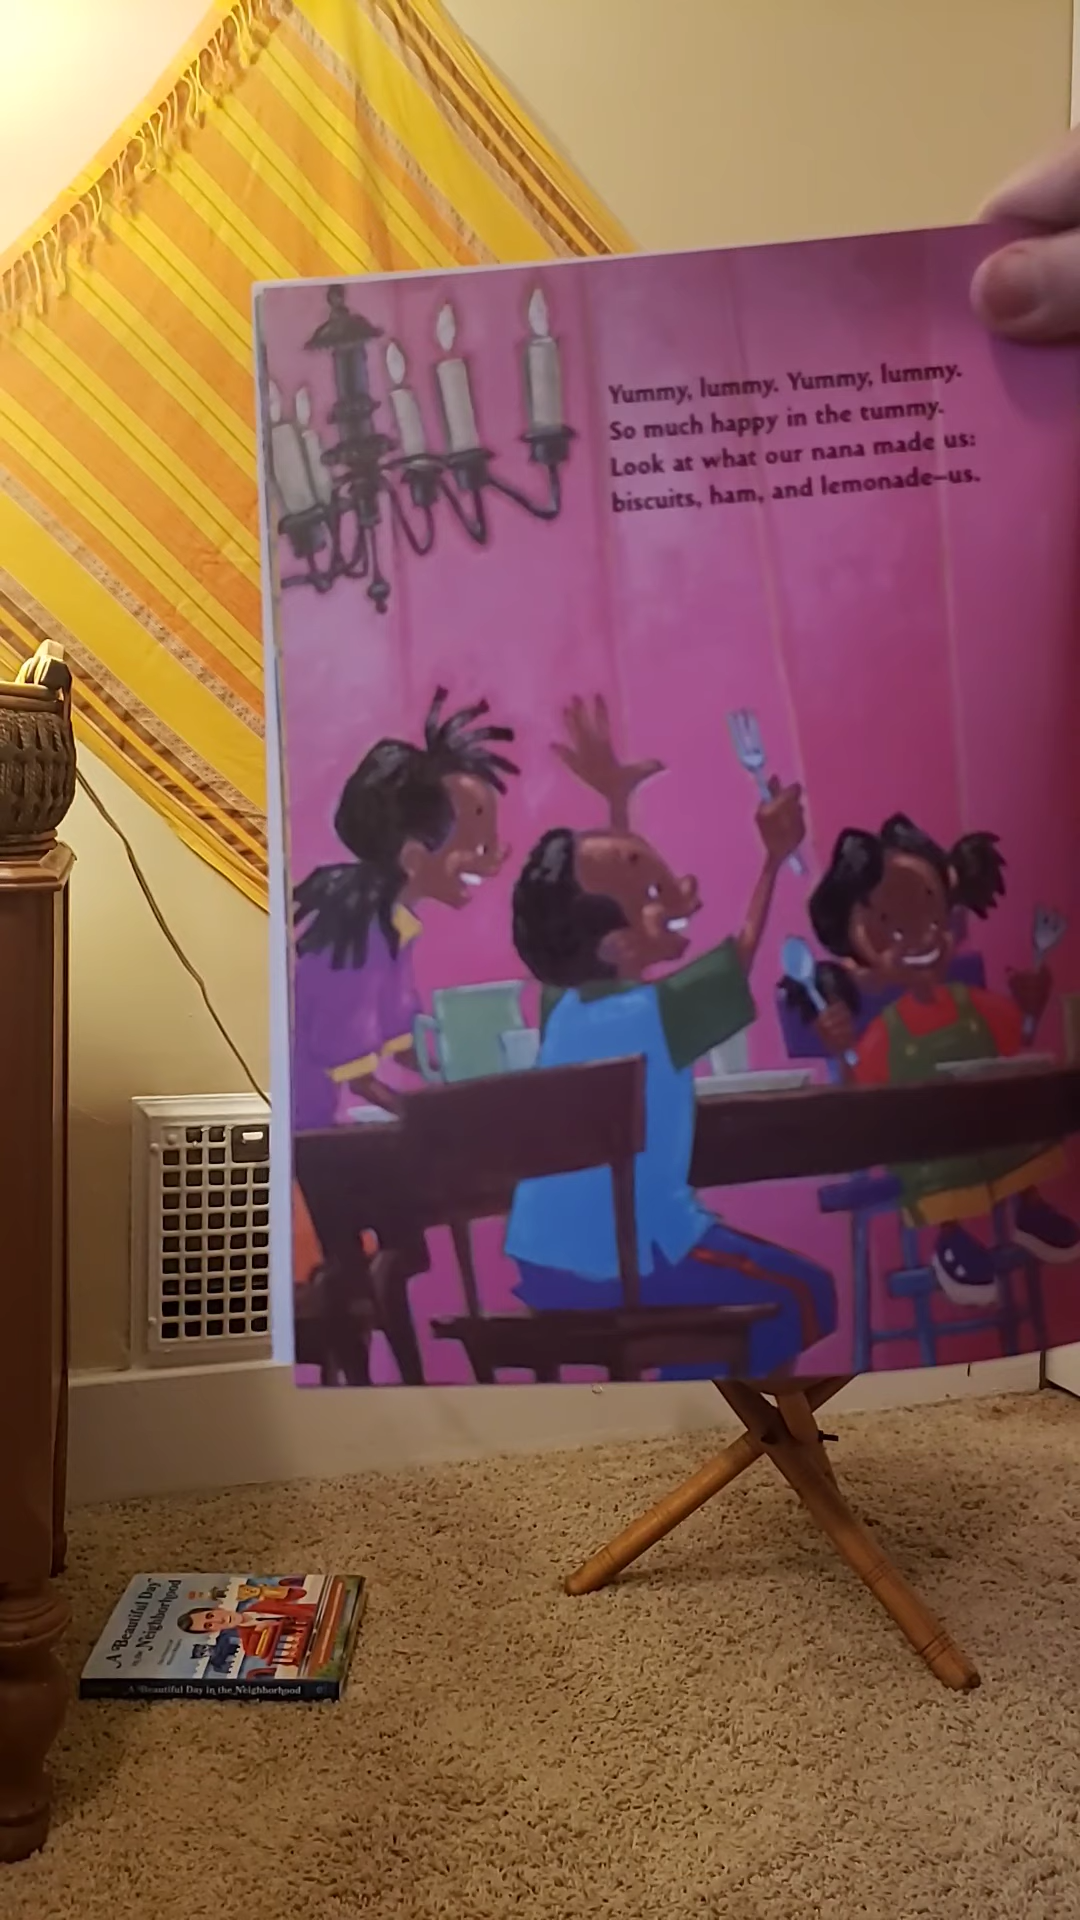 Yummy, lummy. Yummy, lummy.
So much happy in the tummy.
Look at what our nana made us:
biscuits, ham, and lemonade–us.
A Beautiful Day
in the Neighborhood
A Beautiful Day in the Neighborhood